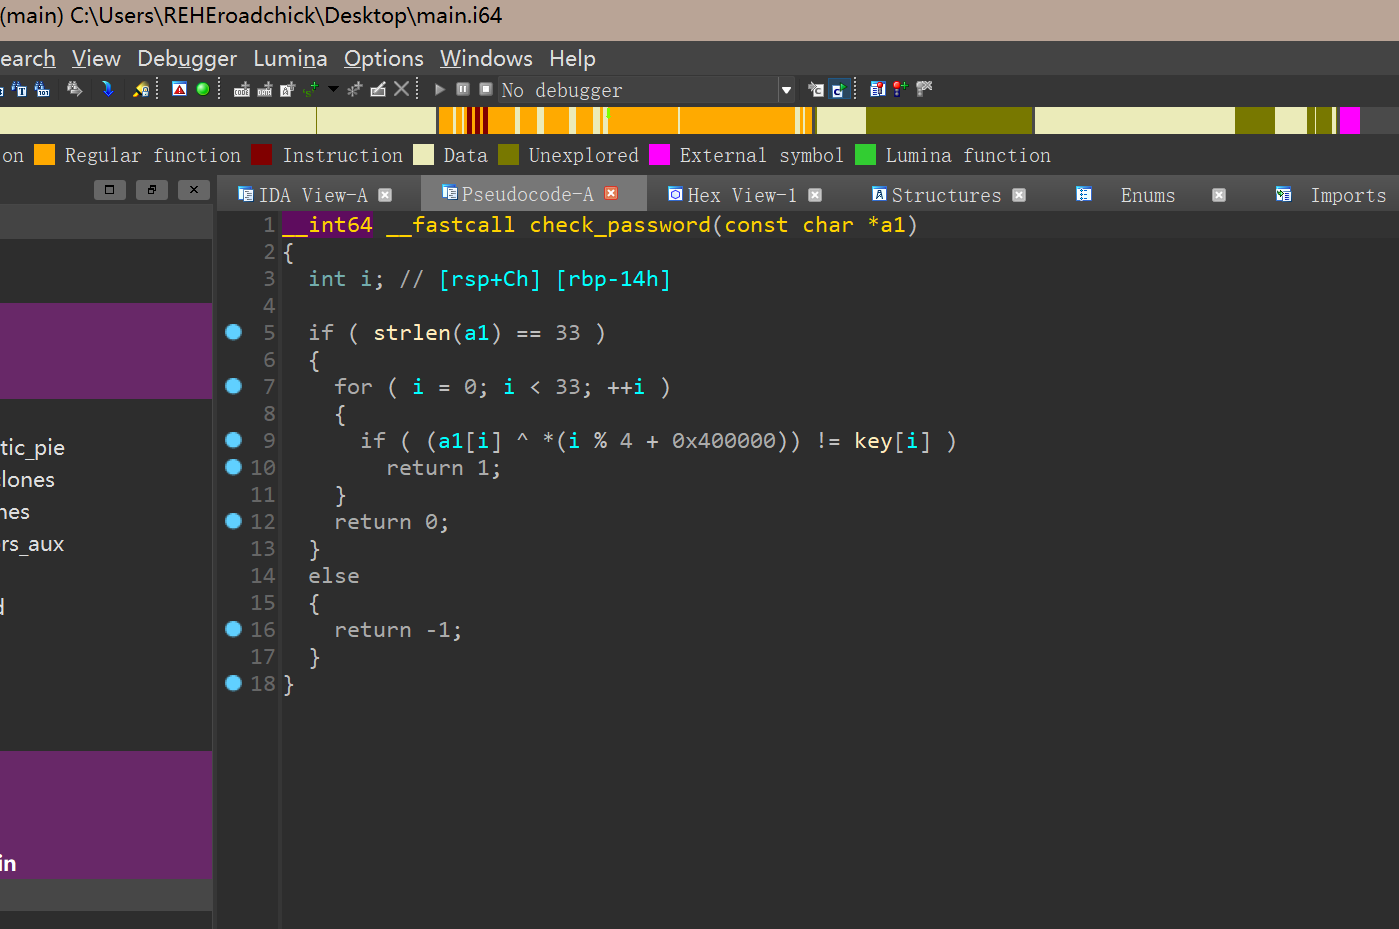 (main) C:\Users\REHEroadchick\Desktop\main.i64
earch View Debugger Lumina Options Windows Help
No debugger
on Regular function Instruction Data Unexplored External symbol Lumina function
IDA View-A Pseudocode-A Hex View-1 Structures Enums Imports
tic_pie
lones
nes
rs_aux
d
in
1 __int64 __fastcall check_password(const char *a1)
2 {
3 int i; // [rsp+Ch] [rbp-14h]
4
5 if ( strlen(a1) == 33 )
6 {
7 for ( i = 0; i < 33; ++i )
8 {
9 if ( (a1[i] ^ *(i % 4 + 0x400000)) != key[i] )
10 return 1;
11 }
12 return 0;
13 }
14 else
15 {
16 return -1;
17 }
18 }